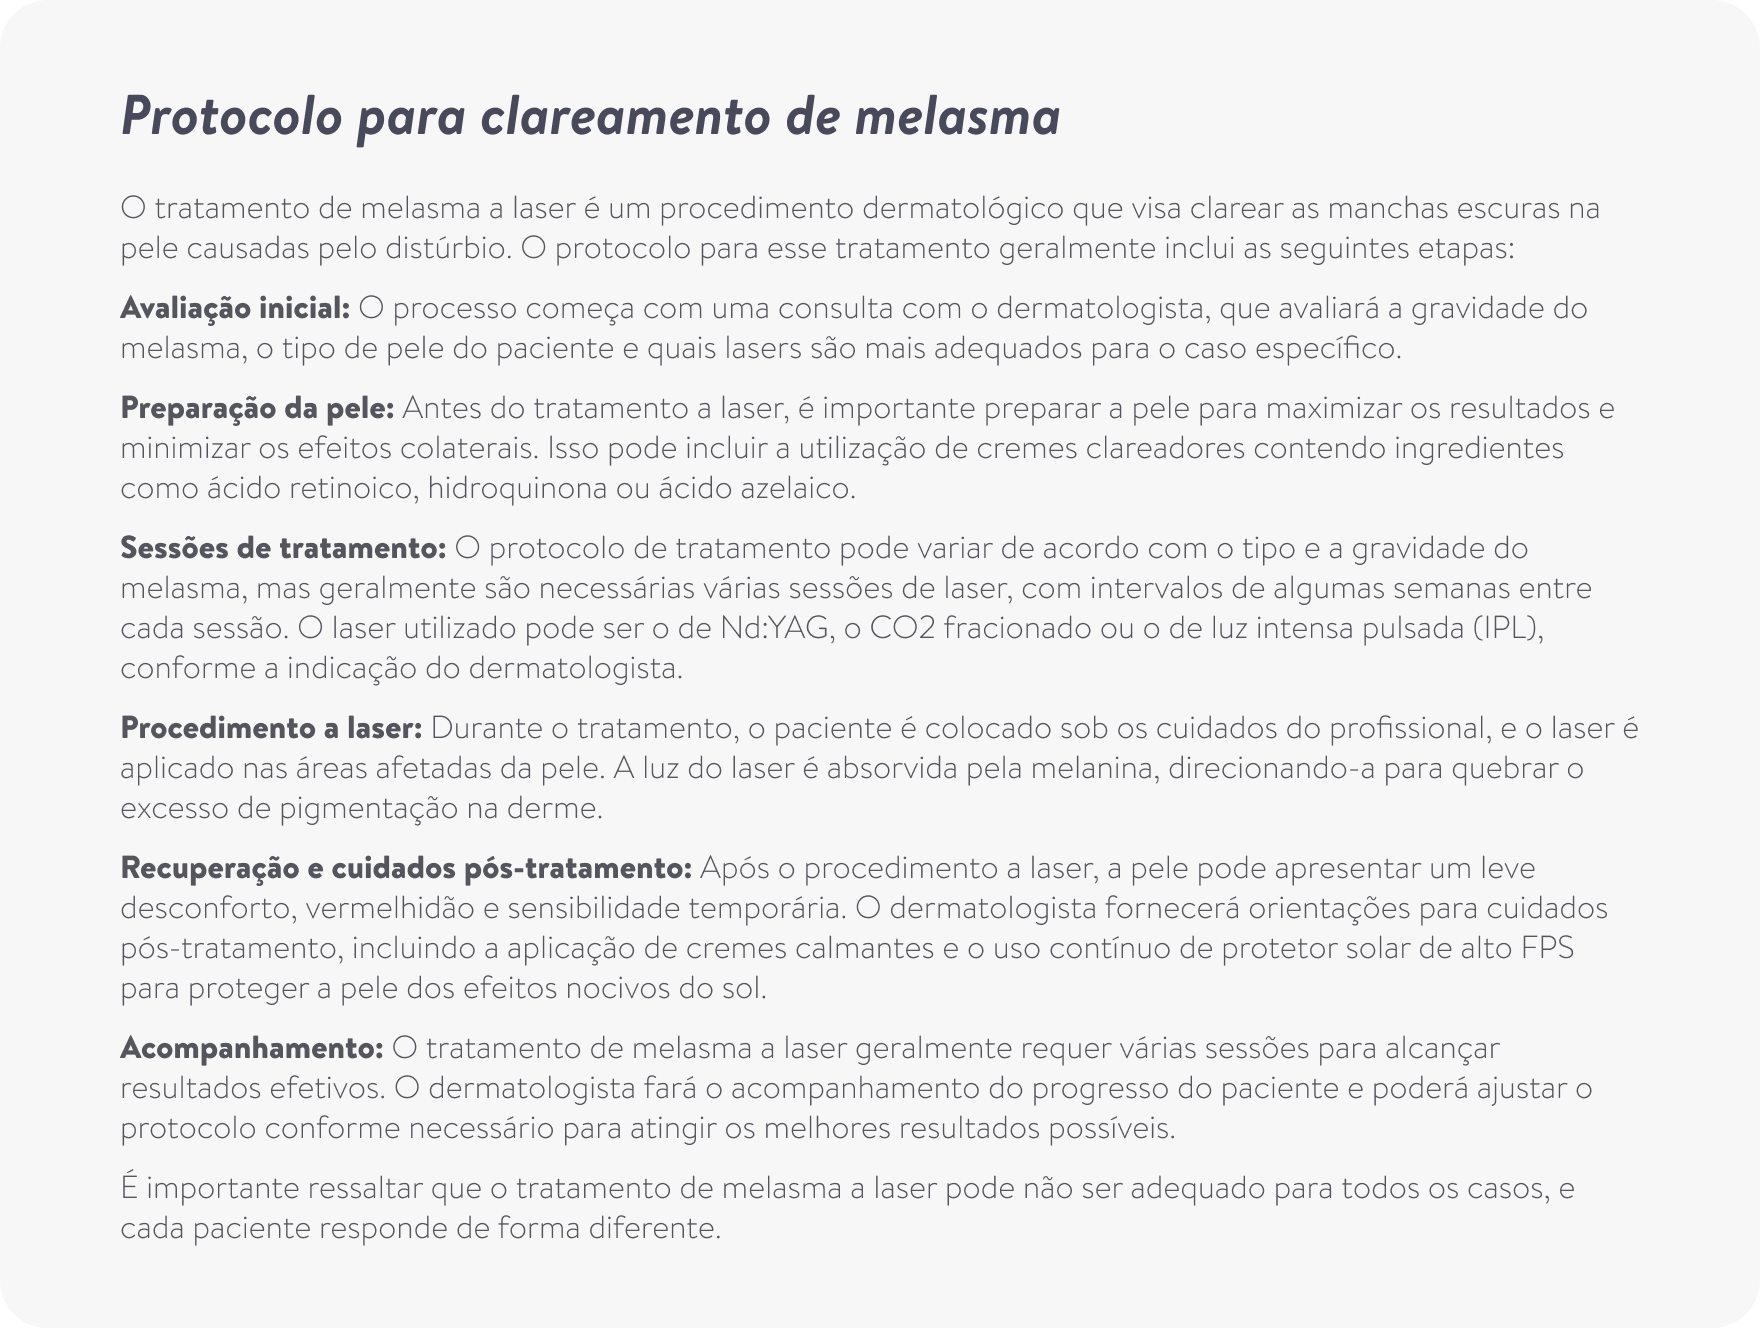 Protocolo para clareamento de melasma
O tratamento de melasma a laser é um procedimento dermatológico que visa clarear as manchas escuras na
pele causadas pelo distúrbio. O protocolo para esse tratamento geralmente inclui as seguintes etapas:
Avaliação inicial: O processo começa com uma consulta com o dermatologista, que avaliará a gravidade do
melasma, o tipo de pele do paciente e quais lasers são mais adequados para o caso específico.
Preparação da pele: Antes do tratamento a laser, é importante preparar a pele para maximizar os resultados e
minimizar os efeitos colaterais. Isso pode incluir a utilização de cremes clareadores contendo ingredientes
como ácido retinoico, hidroquinona ou ácido azelaico.
Sessões de tratamento: O protocolo de tratamento pode variar de acordo com o tipo e a gravidade do
melasma, mas geralmente são necessárias várias sessões de laser, com intervalos de algumas semanas entre
cada sessão. O laser utilizado pode ser o de Nd:YAG, o CO2 fracionado ou o de luz intensa pulsada (IPL),
conforme a indicação do dermatologista.
Procedimento a laser: Durante o tratamento, o paciente é colocado sob os cuidados do profissional, e o laser é
aplicado nas áreas afetadas da pele. A luz do laser é absorvida pela melanina, direcionando-a para quebrar o
excesso de pigmentação na derme.
Recuperação e cuidados pós-tratamento: Após o procedimento a laser, a pele pode apresentar um leve
desconforto, vermelhidão e sensibilidade temporária. O dermatologista fornecerá orientações para cuidados
pós-tratamento, incluindo a aplicação de cremes calmantes e o uso contínuo de protetor solar de alto FPS
para proteger a pele dos efeitos nocivos do sol.
Acompanhamento: O tratamento de melasma a laser geralmente requer várias sessões para alcançar
resultados efetivos. O dermatologista fará o acompanhamento do progresso do paciente e poderá ajustar o
protocolo conforme necessário para atingir os melhores resultados possíveis.
É importante ressaltar que o tratamento de melasma a laser pode não ser adequado para todos os casos, e
cada paciente responde de forma diferente.